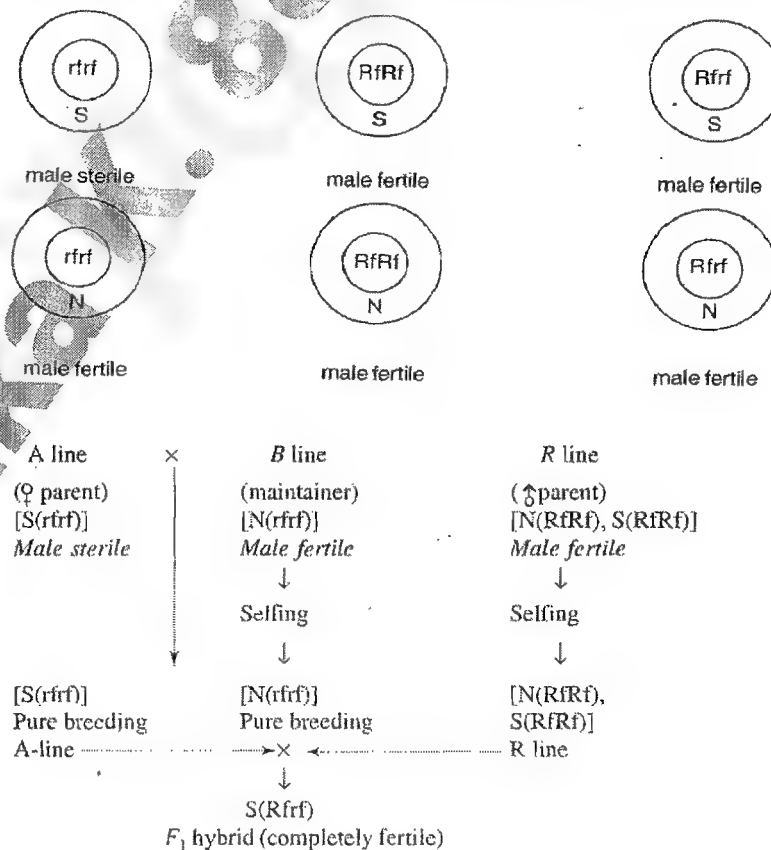 rfrf RfRf Rfrf
S S S
male sterile male fertile male fertile
rfrf RfRf Rfrf
N N N
male fertile male fertile male fertile
A line × B line R line
(♀ parent) (maintainer) (♂parent)
[S(rfrf)] [N(rfrf)] [N(RfRf), S(RfRf)]
Male sterile Male fertile Male fertile
↓ ↓
Selfing Selfing
↓ ↓
[S(rfrf)] [N(rfrf)] [N(RfRf),
Pure breeding Pure breeding S(RfRf)]
A-line × R line
↓
S(Rfrf)
F₁ hybrid (completely fertile)